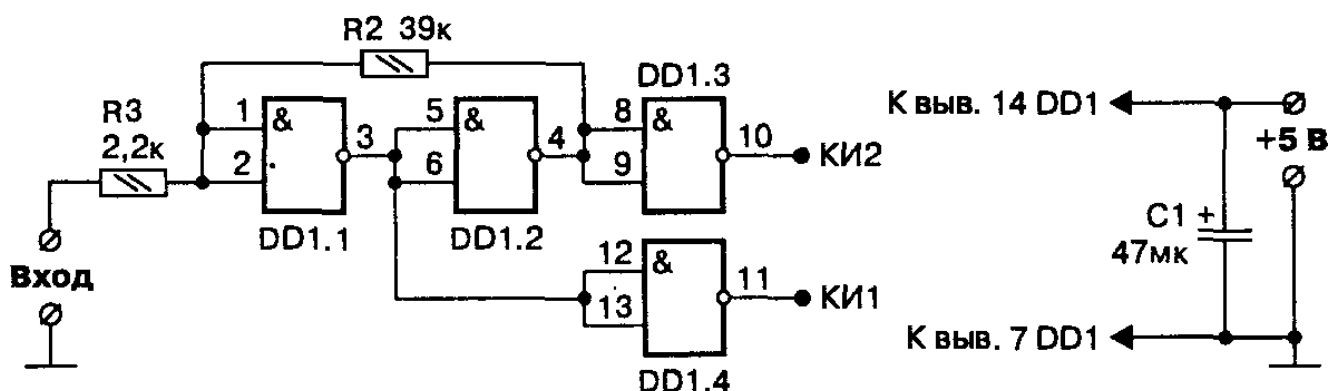 R2 39к
DD1.3
R3
2,2к
1
2
&
3
5
6
&
4
8
9
&
10
КИ2
DD1.1
DD1.2
12
13
&
11
КИ1
DD1.4
Вход
К выв. 14 DD1
+5 В
C1 +
47мк
К выв. 7 DD1